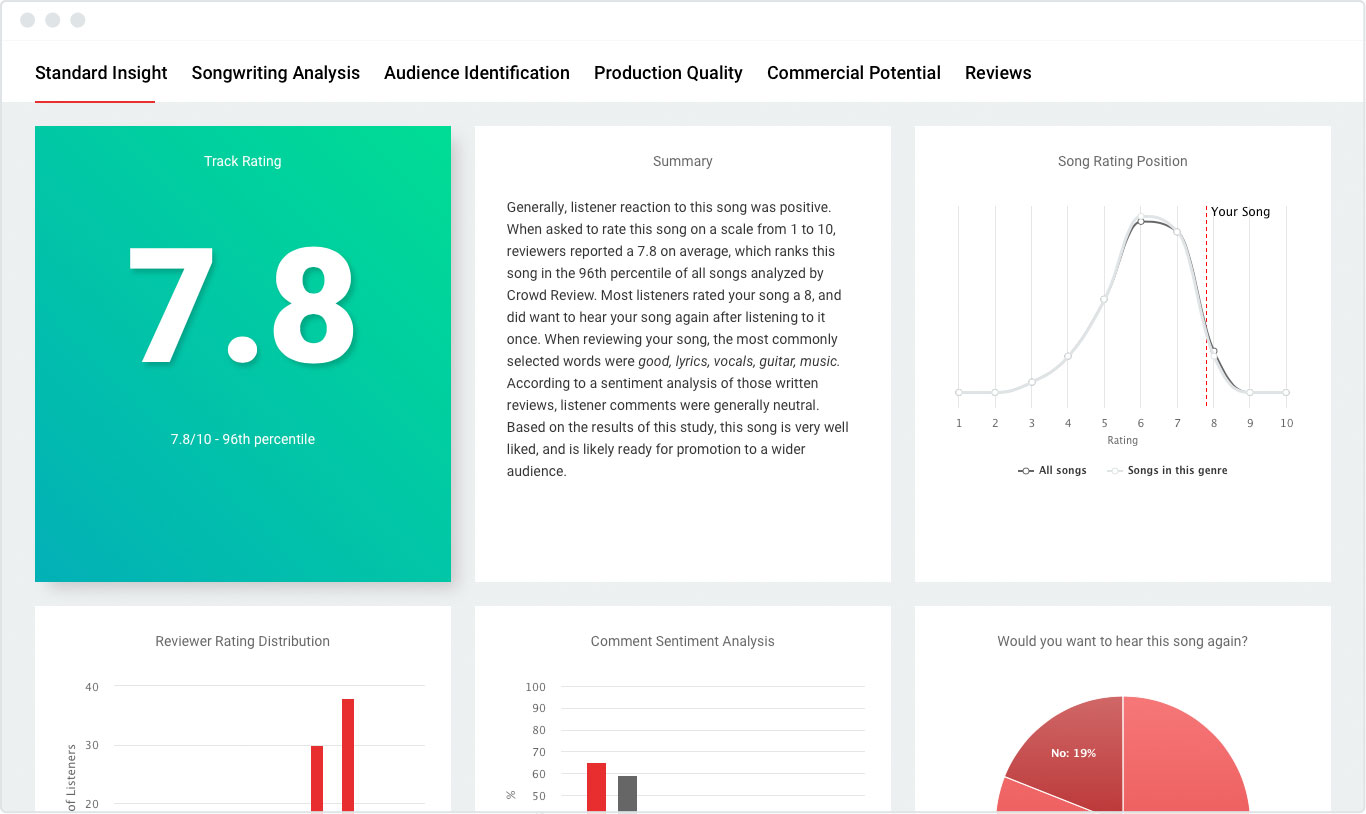 Standard Insight Songwriting Analysis Audience Identification Production Quality Commercial Potential Reviews
Track Rating
7.8
7.8/10 - 96th percentile
Summary
Generally, listener reaction to this song was positive.
When asked to rate this song on a scale from 1 to 10,
reviewers reported a 7.8 on average, which ranks this
song in the 96th percentile of all songs analyzed by
Crowd Review. Most listeners rated your song a 8, and
did want to hear your song again after listening to it
once. When reviewing your song, the most commonly
selected words were good, lyrics, vocals, guitar, music.
According to a sentiment analysis of those written
reviews, listener comments were generally neutral.
Based on the results of this study, this song is very well
liked, and is likely ready for promotion to a wider
audience.
Song Rating Position
Your Song
1 2 3 4 5 6 7 8 9 10
Rating
All songs Songs in this genre
Reviewer Rating Distribution
40
30
20
of Listeners
Comment Sentiment Analysis
100
90
80
70
60
50
%
Would you want to hear this song again?
No: 19%